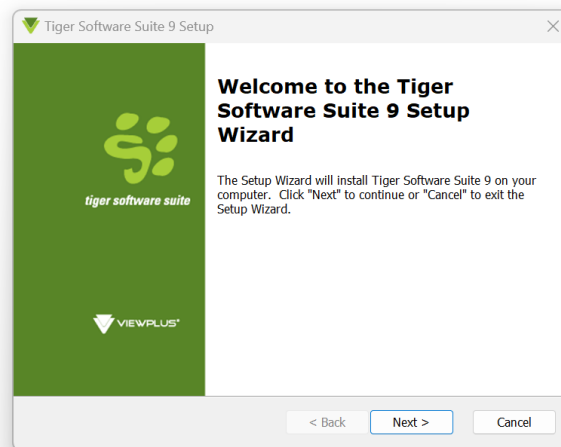 Tiger Software Suite 9 Setup
Welcome to the Tiger
Software Suite 9 Setup
Wizard
The Setup Wizard will install Tiger Software Suite 9 on your
computer.  Click "Next" to continue or "Cancel" to exit the
Setup Wizard.
tiger software suite
VIEWPLUS®
< Back
Next >
Cancel